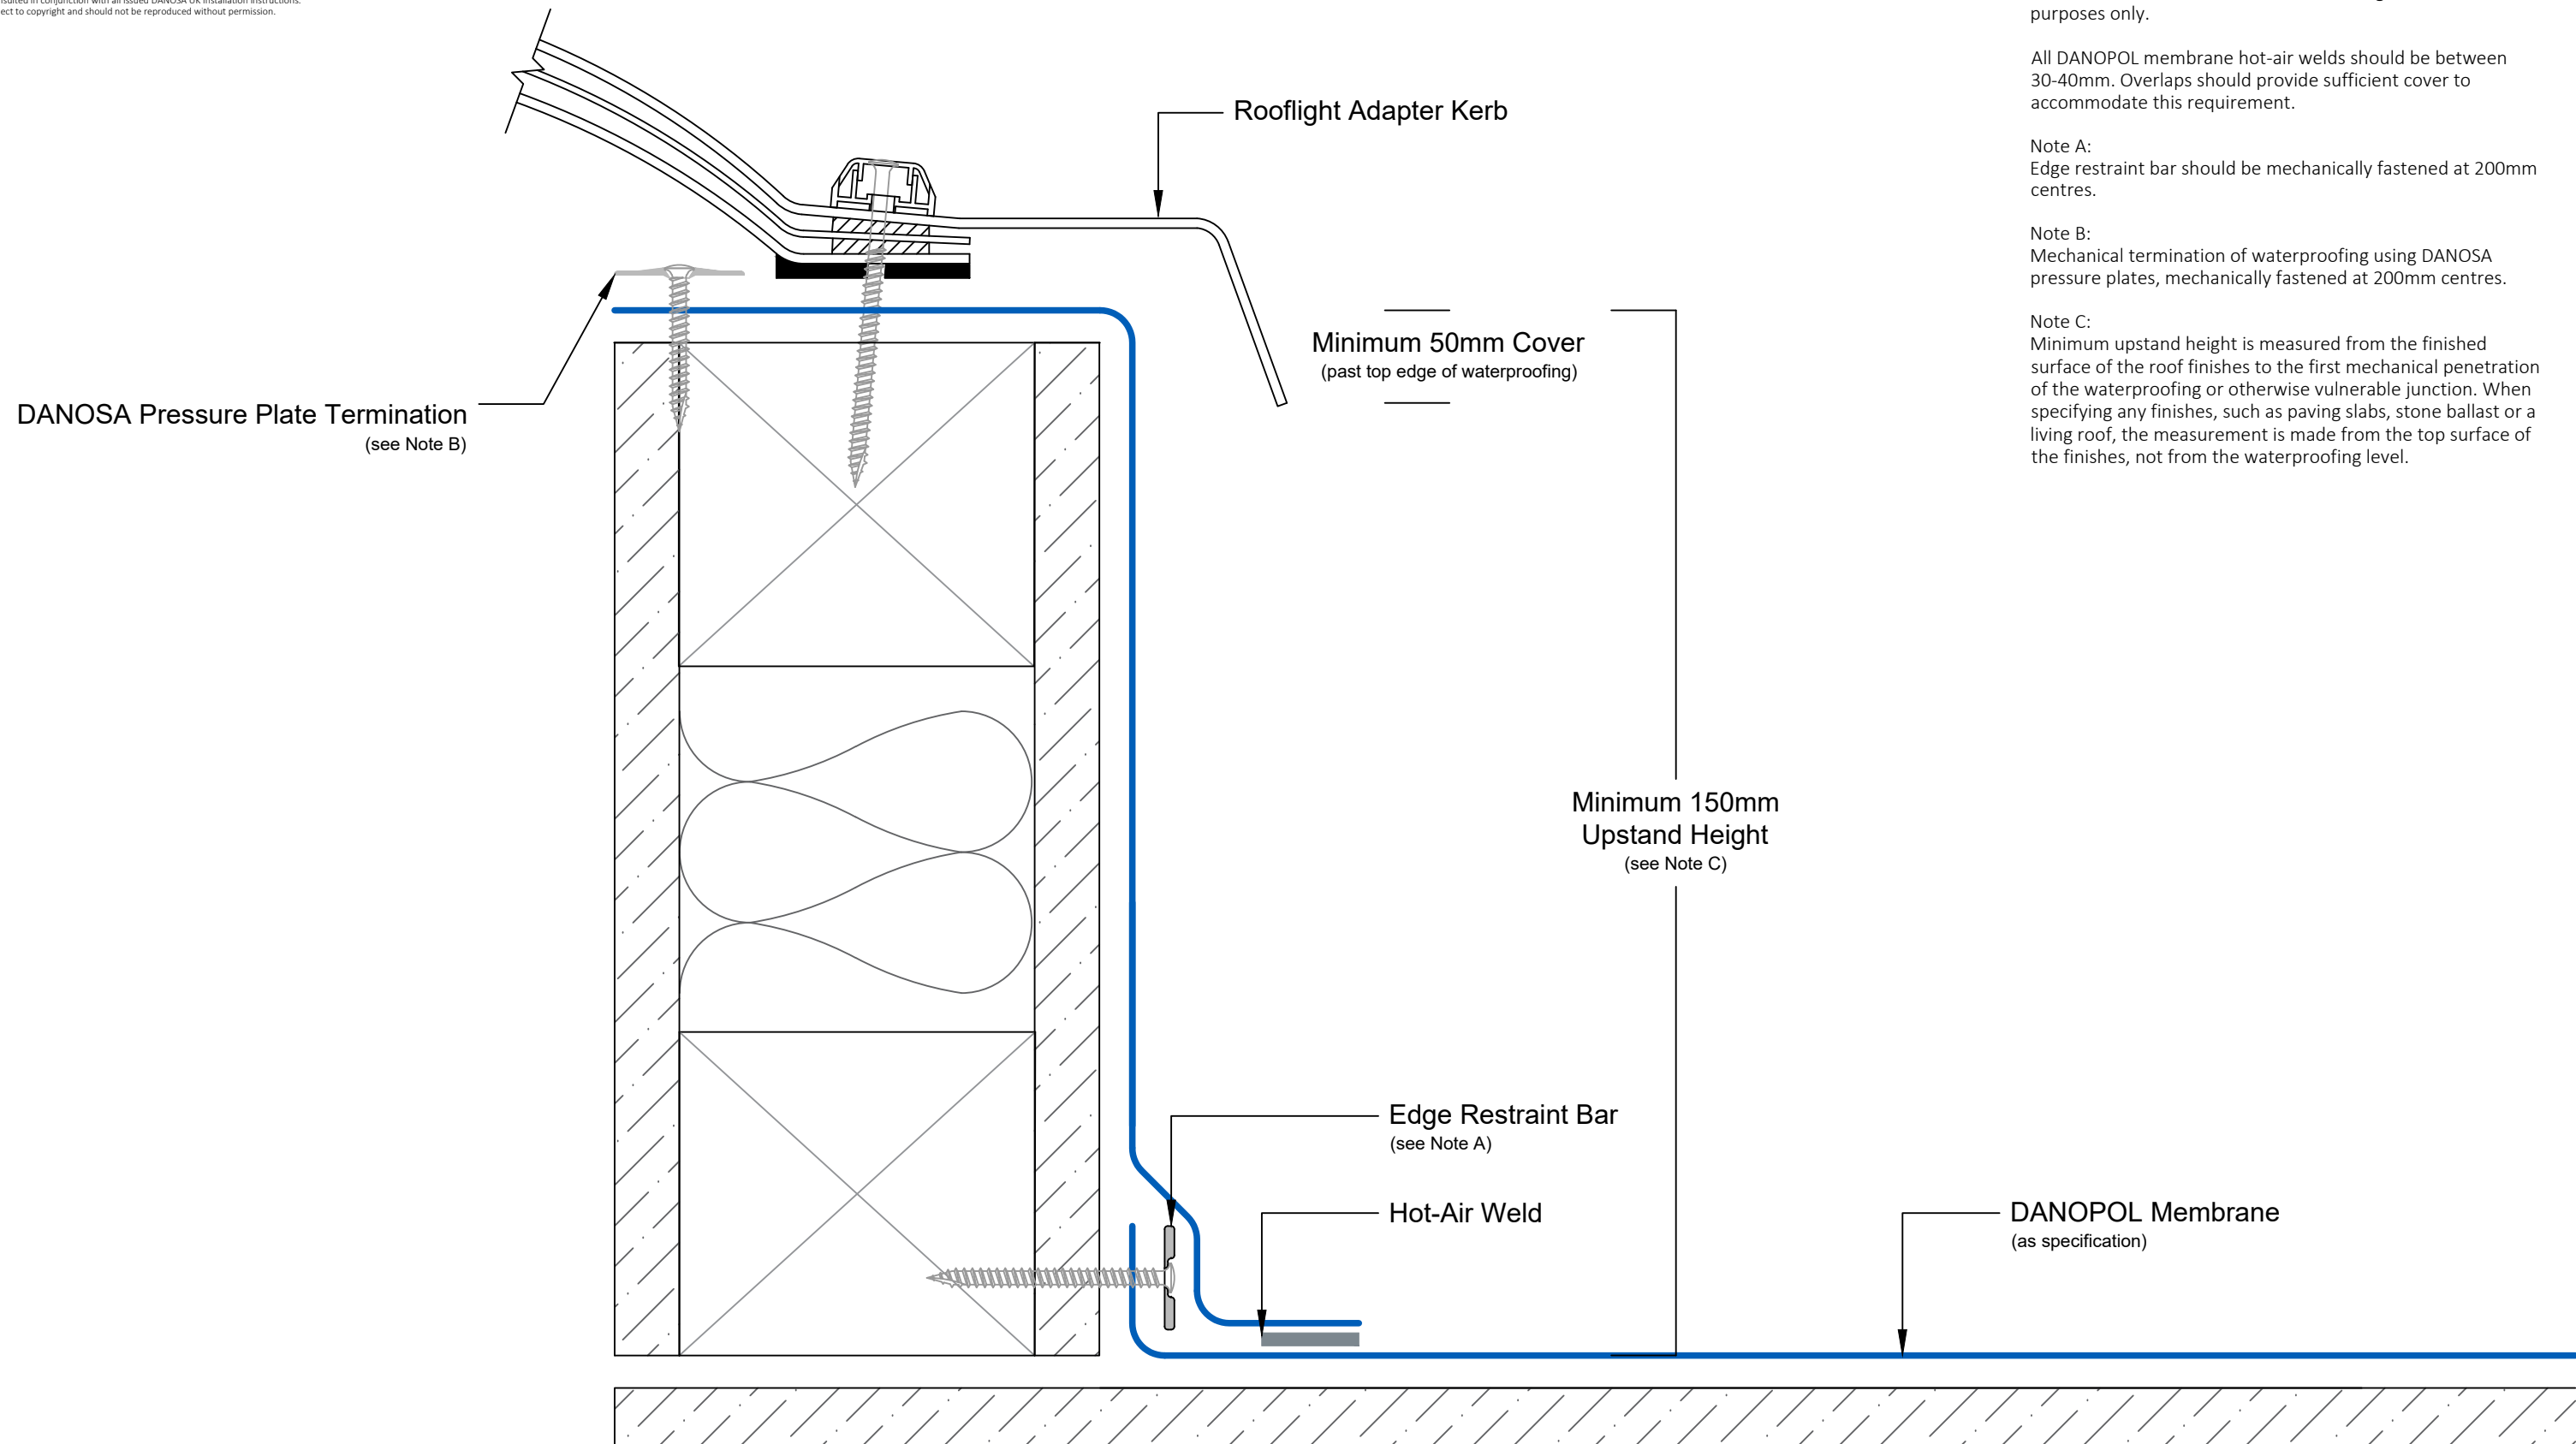 ect to copyright and should not be reproduced without permission.
purposes only.
All DANOPOL membrane hot-air welds should be between
30-40mm. Overlaps should provide sufficient cover to
accommodate this requirement.
Note A:
Edge restraint bar should be mechanically fastened at 200mm
centres.
Note B:
Mechanical termination of waterproofing using DANOSA
pressure plates, mechanically fastened at 200mm centres.
Note C:
Minimum upstand height is measured from the finished
surface of the roof finishes to the first mechanical penetration
of the waterproofing or otherwise vulnerable junction. When
specifying any finishes, such as paving slabs, stone ballast or a
living roof, the measurement is made from the top surface of
the finishes, not from the waterproofing level.
Rooflight Adapter Kerb
Minimum 50mm Cover
(past top edge of waterproofing)
DANOSA Pressure Plate Termination
(see Note B)
Minimum 150mm
Upstand Height
(see Note C)
Edge Restraint Bar
(see Note A)
Hot-Air Weld
DANOPOL Membrane
(as specification)